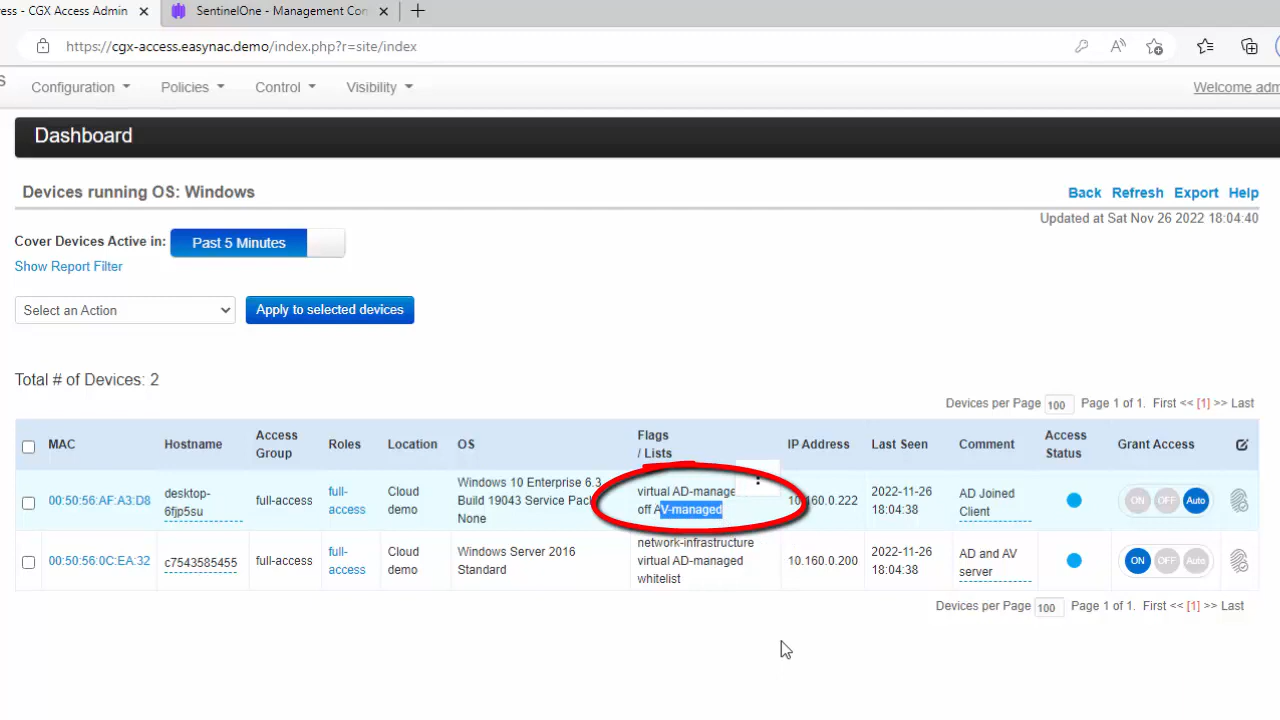 ress - CGX Access Admin
SentinelOne - Management Con
https://cgx-access.easynac.demo/index.php?r=site/index
S Configuration Policies Control Visibility
Welcome adm
Dashboard
Devices running OS: Windows
Back Refresh Export Help
Updated at Sat Nov 26 2022 18:04:40
Cover Devices Active in: Past 5 Minutes
Show Report Filter
Select an Action
Apply to selected devices
Total # of Devices: 2
Devices per Page 100 Page 1 of 1. First << [1] >> Last
MAC
Hostname
Access
Group
Roles
Location
OS
Flags
/ Lists
IP Address
Last Seen
Comment
Access
Status
Grant Access
00:50:56:AF:A3:D8
desktop-
6fjp5su
full-access
full-
access
Cloud
demo
Windows 10 Enterprise 6.3
Build 19043 Service Pack
None
virtual AD-manage
off AV-managed
10.160.0.222
2022-11-26
18:04:38
AD Joined
Client
ON OFF Auto
00:50:56:0C:EA:32
c7543585455
full-access
full-
access
Cloud
demo
Windows Server 2016
Standard
network-infrastructure
virtual AD-managed
whitelist
10.160.0.200
2022-11-26
18:04:38
AD and AV
server
ON OFF Auto
Devices per Page 100 Page 1 of 1. First << [1] >> Last